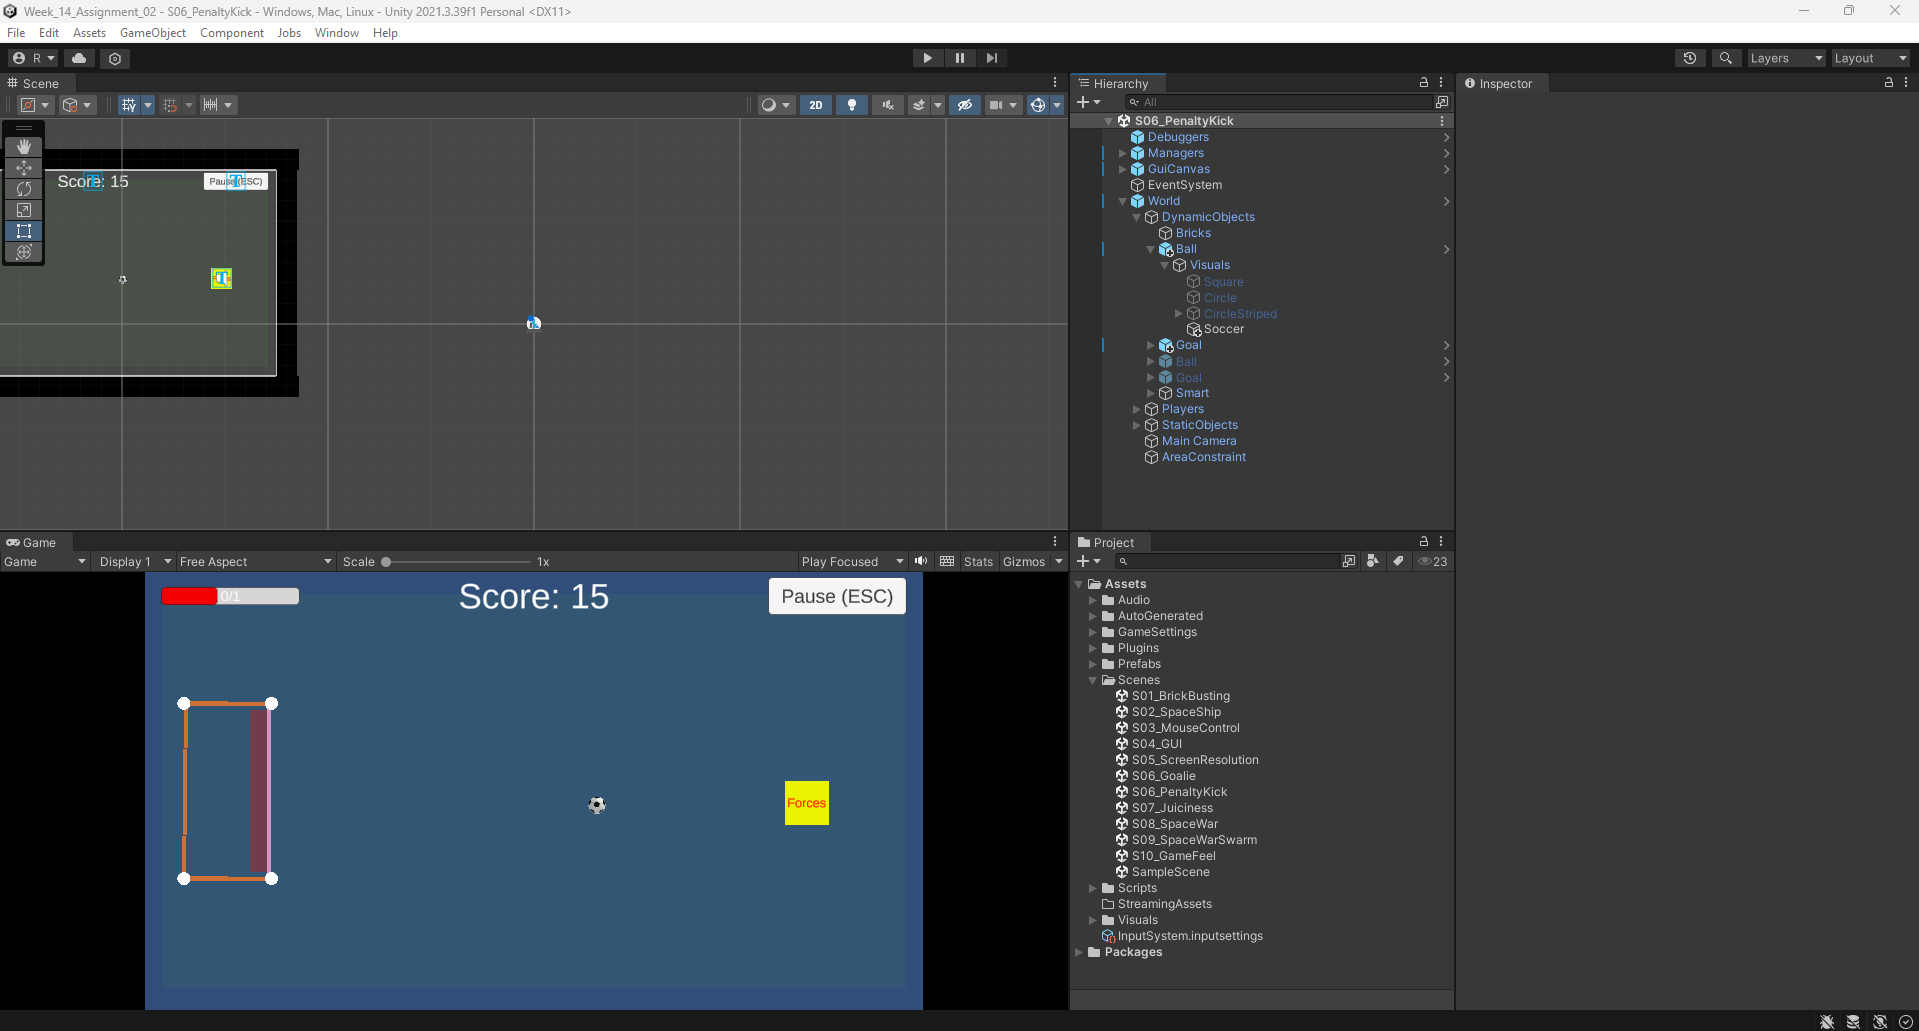 Week_14_Assignment_02 - S06_PenaltyKick - Windows, Mac, Linux - Unity 2021.3.39f1 Personal <DX11>
File Edit Assets GameObject Component Jobs Window Help
R Layers Layout
Scene
2D
Score: 15
Pause (ESC)
Hierarchy
All
S06_PenaltyKick
Debuggers
Managers
GuiCanvas
EventSystem
World
DynamicObjects
Bricks
Ball
Visuals
Square
Circle
CircleStriped
Soccer
Goal
Ball
Goal
Smart
Players
StaticObjects
Main Camera
AreaConstraint
Inspector
Game
Game Display 1 Free Aspect Scale 1x Play Focused Stats Gizmos
0/1
Score: 15
Pause (ESC)
Forces
Project
23
Assets
Audio
AutoGenerated
GameSettings
Plugins
Prefabs
Scenes
S01_BrickBusting
S02_SpaceShip
S03_MouseControl
S04_GUI
S05_ScreenResolution
S06_Goalie
S06_PenaltyKick
S07_Juiciness
S08_SpaceWar
S09_SpaceWarSwarm
S10_GameFeel
SampleScene
Scripts
StreamingAssets
Visuals
InputSystem.inputsettings
Packages